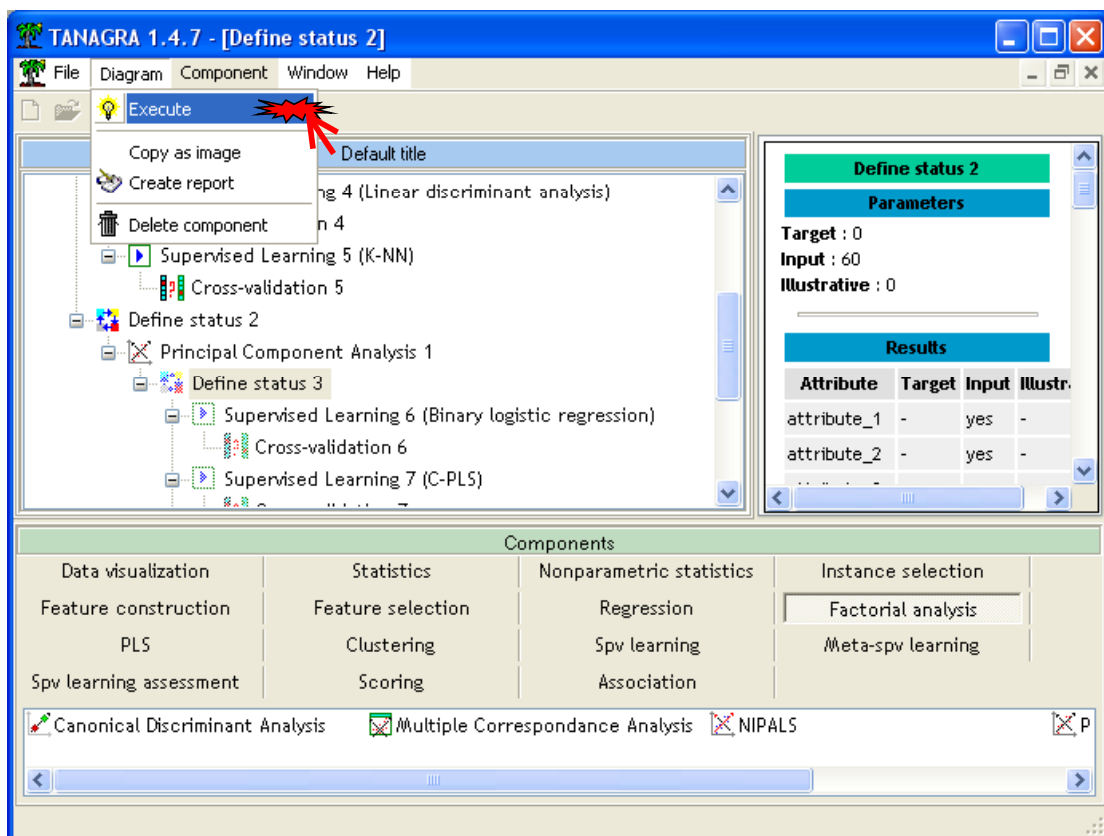 TANAGRA 1.4.7 - [Define status 2]
File Diagram Component Window Help
Execute
Copy as image
Create report
Delete component
Default title
ng 4 (Linear discriminant analysis)
n 4
Supervised Learning 5 (K-NN)
Cross-validation 5
Define status 2
Principal Component Analysis 1
Define status 3
Supervised Learning 6 (Binary logistic regression)
Cross-validation 6
Supervised Learning 7 (C-PLS)
Define status 2
Parameters
Target : 0
Input : 60
Illustrative : 0
Results
Attribute Target Input Illustr
attribute_1 - yes -
attribute_2 - yes -
Components
Data visualization Statistics Nonparametric statistics Instance selection
Feature construction Feature selection Regression Factorial analysis
PLS Clustering Spv learning Meta-spv learning
Spv learning assessment Scoring Association
Canonical Discriminant Analysis Multiple Correspondance Analysis NIPALS P